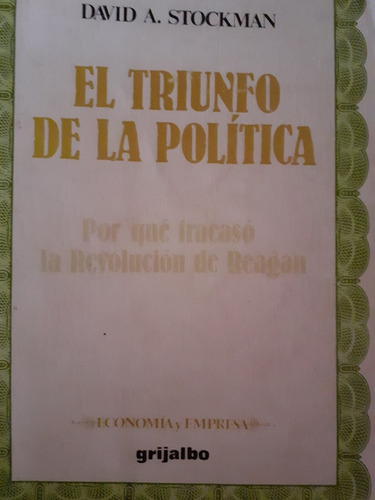 DAVID A. STOCKMAN
EL TRIUNFO
DE LA POLÍTICA
Por qué fracasó
la Revolución de Reagan
ECONOMÍA y EMPRESA
grijalbo